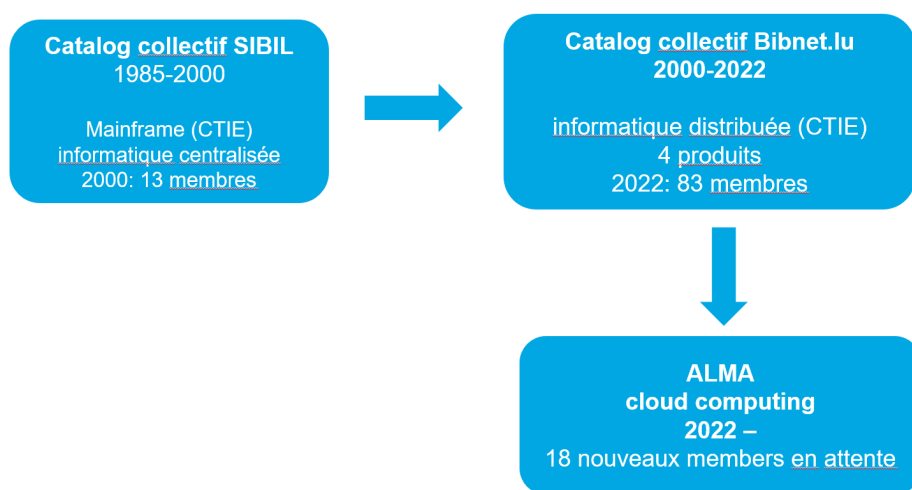 Catalog collectif SIBIL
1985-2000
Mainframe (CTIE)
informatique centralisée
2000: 13 membres
Catalog collectif Bibnet.lu
2000-2022
informatique distribuée (CTIE)
4 produits
2022: 83 membres
ALMA
cloud computing
2022 –
18 nouveaux members en attente